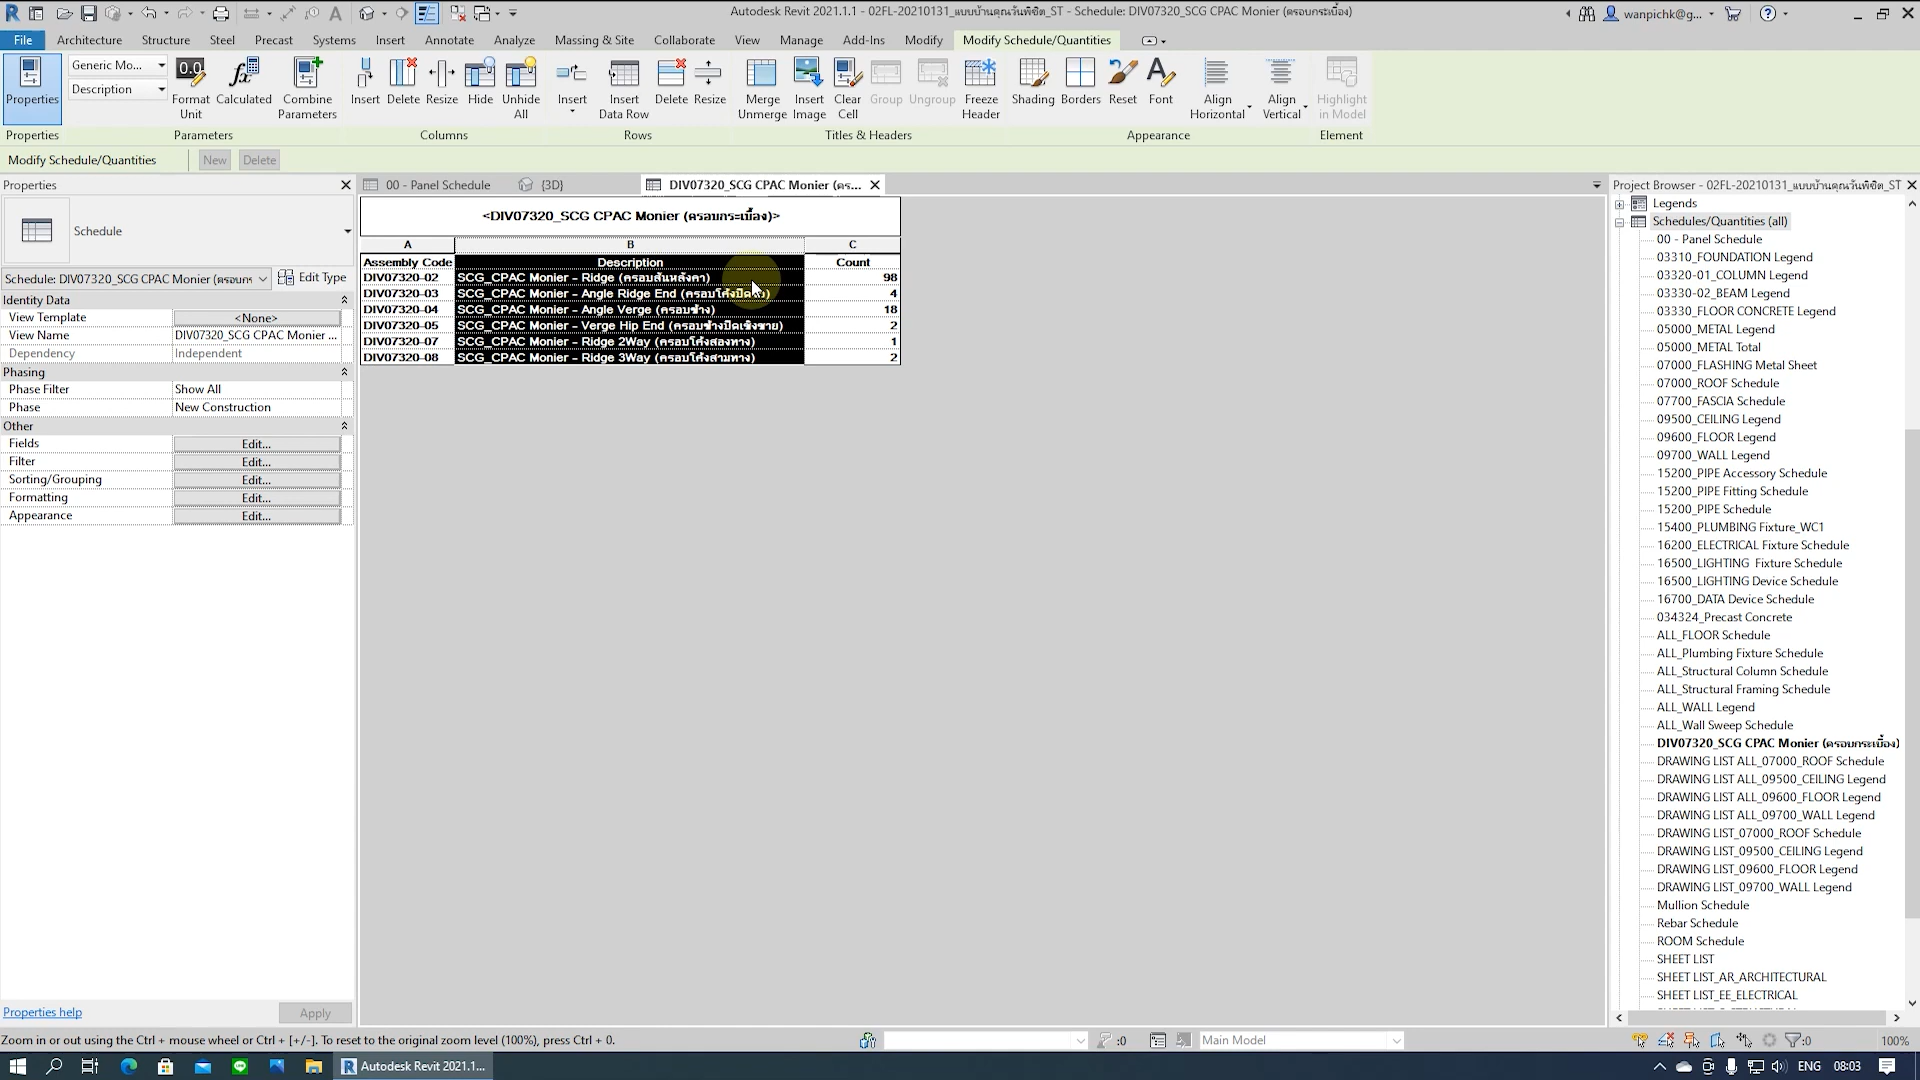 Autodesk Revit 2021.1.1 - 02FL-20210131_แบบบ้านคุณวันพิชิต_ST - Schedule: DIV07320_SCG CPAC Monier (ครอบกระเบื้อง)
wanpichk@g...
File Architecture Structure Steel Precast Systems Insert Annotate Analyze Massing & Site Collaborate View Manage Add-Ins Modify Modify Schedule/Quantities
Properties
Generic Mo...
Description
Format Unit
Calculated
Combine Parameters
Insert Delete Resize Hide Unhide All
Insert
Insert Data Row
Delete Resize
Merge Unmerge
Insert Image
Clear Cell
Group Ungroup
Freeze Header
Shading Borders Reset Font
Align Horizontal
Align Vertical
Highlight in Model
Properties Parameters Columns Rows Titles & Headers Appearance Element
Modify Schedule/Quantities New Delete
Properties
Schedule
Schedule: DIV07320_SCG CPAC Monier (ครอบกร
Edit Type
Identity Data
View Template <None>
View Name DIV07320_SCG CPAC Monier ...
Dependency Independent
Phasing
Phase Filter Show All
Phase New Construction
Other
Fields Edit...
Filter Edit...
Sorting/Grouping Edit...
Formatting Edit...
Appearance Edit...
Properties help
Apply
00 - Panel Schedule
{3D}
DIV07320_SCG CPAC Monier (คร...
<DIV07320_SCG CPAC Monier (ครอบกระเบื้อง)>
A B C
Assembly Code Description Count
DIV07320-02 SCG_CPAC Monier - Ridge (ครอบสันหลังคา) 98
DIV07320-03 SCG_CPAC Monier - Angle Ridge End (ครอบโค้งปิด 4
DIV07320-04 SCG_CPAC Monier - Angle Verge (ครอบข้าง) 18
DIV07320-05 SCG_CPAC Monier - Verge Hip End (ครอบข้างปิดเชิงชาย) 2
DIV07320-07 SCG_CPAC Monier - Ridge 2Way (ครอบโค้งสองทาง) 1
DIV07320-08 SCG_CPAC Monier - Ridge 3Way (ครอบโค้งสามทาง) 2
Project Browser - 02FL-20210131_แบบบ้านคุณวันพิชิต_ST
Legends
Schedules/Quantities (all)
00 - Panel Schedule
03310_FOUNDATION Legend
03320-01_COLUMN Legend
03330-02_BEAM Legend
03330_FLOOR CONCRETE Legend
05000_METAL Legend
05000_METAL Total
07000_FLASHING Metal Sheet
07000_ROOF Schedule
07700_FASCIA Schedule
09500_CEILING Legend
09600_FLOOR Legend
09700_WALL Legend
15200_PIPE Accessory Schedule
15200_PIPE Fitting Schedule
15200_PIPE Schedule
15400_PLUMBING Fixture_WC1
16200_ELECTRICAL Fixture Schedule
16500_LIGHTING Fixture Schedule
16500_LIGHTING Device Schedule
16700_DATA Device Schedule
034324_Precast Concrete
ALL_FLOOR Schedule
ALL_Plumbing Fixture Schedule
ALL_Structural Column Schedule
ALL_Structural Framing Schedule
ALL_WALL Legend
ALL_Wall Sweep Schedule
DIV07320_SCG CPAC Monier (ครอบกระเบื้อง)
DRAWING LIST ALL_07000_ROOF Schedule
DRAWING LIST ALL_09500_CEILING Legend
DRAWING LIST ALL_09600_FLOOR Legend
DRAWING LIST ALL_09700_WALL Legend
DRAWING LIST_07000_ROOF Schedule
DRAWING LIST_09500_CEILING Legend
DRAWING LIST_09600_FLOOR Legend
DRAWING LIST_09700_WALL Legend
Mullion Schedule
Rebar Schedule
ROOM Schedule
SHEET LIST
SHEET LIST_AR_ARCHITECTURAL
SHEET LIST_EE_ELECTRICAL
Zoom in or out using the Ctrl + mouse wheel or Ctrl + [+/-]. To reset to the original zoom level (100%), press Ctrl + 0.
:0
Main Model
:0
100%
Autodesk Revit 2021.1...
ENG 08:03